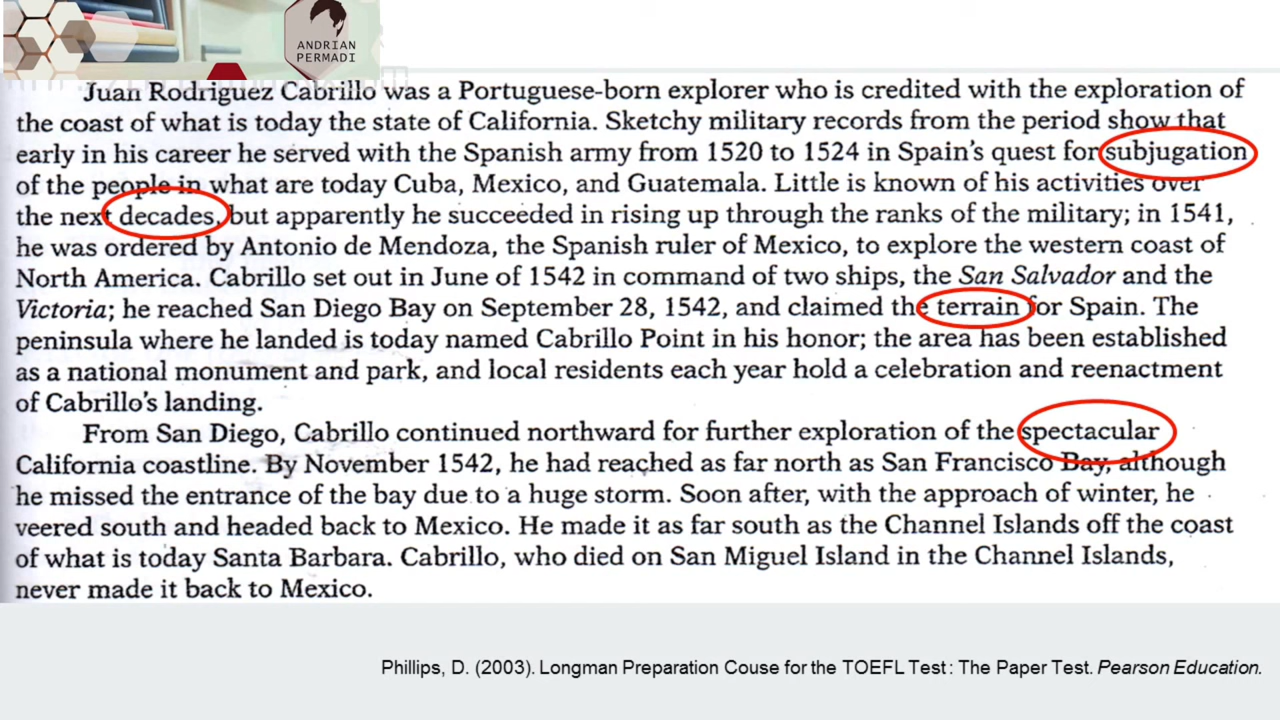 ANDRIAN
PERMADI
Juan Rodriguez Cabrillo was a Portuguese-born explorer who is credited with the exploration of
the coast of what is today the state of California. Sketchy military records from the period show that
early in his career he served with the Spanish army from 1520 to 1524 in Spain's quest for subjugation
of the people in what are today Cuba, Mexico, and Guatemala. Little is known of his activities over
the next decades, but apparently he succeeded in rising up through the ranks of the military; in 1541,
he was ordered by Antonio de Mendoza, the Spanish ruler of Mexico, to explore the western coast of
North America. Cabrillo set out in June of 1542 in command of two ships, the San Salvador and the
Victoria; he reached San Diego Bay on September 28, 1542, and claimed the terrain for Spain. The
peninsula where he landed is today named Cabrillo Point in his honor; the area has been established
as a national monument and park, and local residents each year hold a celebration and reenactment
of Cabrillo's landing.
From San Diego, Cabrillo continued northward for further exploration of the spectacular
California coastline. By November 1542, he had reached as far north as San Francisco Bay, although
he missed the entrance of the bay due to a huge storm. Soon after, with the approach of winter, he
veered south and headed back to Mexico. He made it as far south as the Channel Islands off the coast
of what is today Santa Barbara. Cabrillo, who died on San Miguel Island in the Channel Islands,
never made it back to Mexico.
Phillips, D. (2003). Longman Preparation Couse for the TOEFL Test : The Paper Test. Pearson Education.